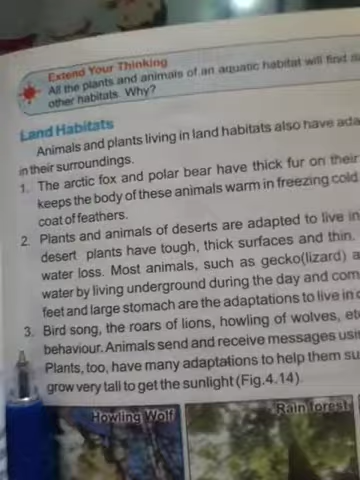 Extend Your Thinking
All the plants and animals of an aquatic habitat will find
other habitats. Why?
Land Habitats
Animals and plants living in land habitats also have
in their surroundings.
1. The arctic fox and polar bear have thick fur on their
keeps the body of these animals warm in freezing cold
coat of feathers.
2. Plants and animals of deserts are adapted to live in
desert plants have tough, thick surfaces and thin.
water loss. Most animals, such as gecko(lizard)
water by living underground during the day and
feet and large stomach are the adaptations to live in
3. Bird song, the roars of lions, howling of wolves,
behaviour. Animals send and receive messages
Plants, too, have many adaptations to help them
grow very tall to get the sunlight (Fig.4.14).
Howling Wolf
Rain forest